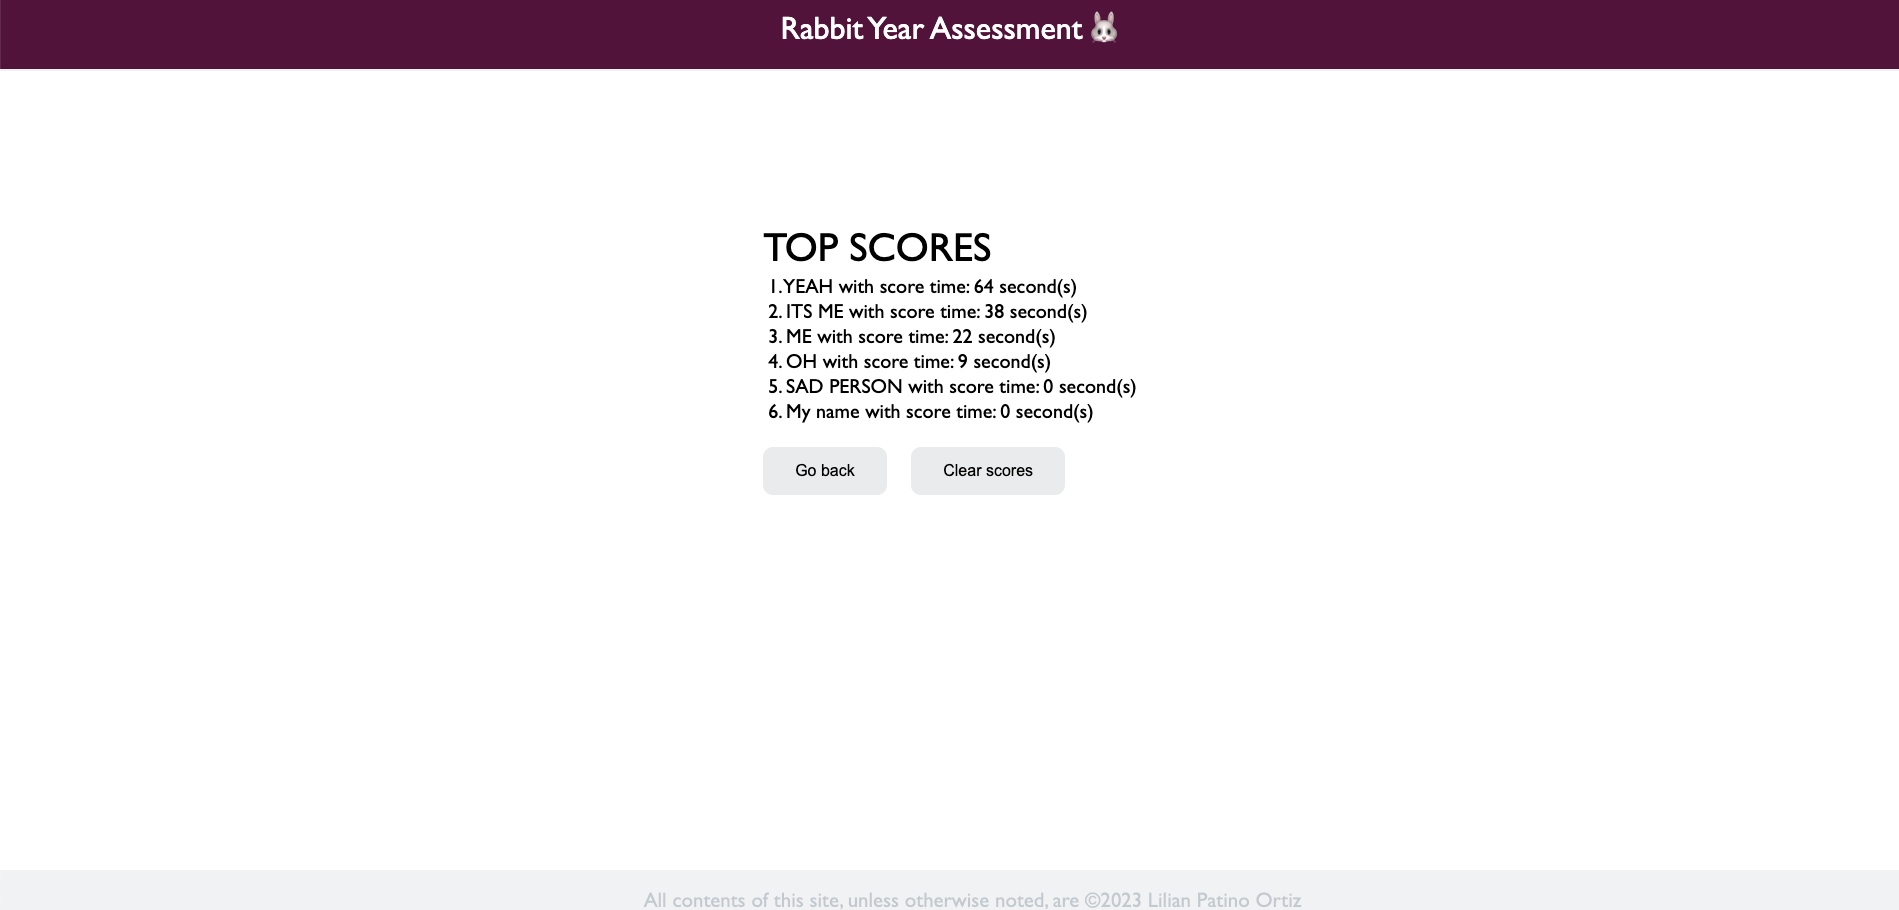 Rabbit Year Assessment 🐰
TOP SCORES
1. YEAH with score time: 64 second(s)
2. ITS ME with score time: 38 second(s)
3. ME with score time: 22 second(s)
4. OH with score time: 9 second(s)
5. SAD PERSON with score time: 0 second(s)
6. My name with score time: 0 second(s)
Go back
Clear scores
All contents of this site, unless otherwise noted, are ©2023 Lilian Patino Ortiz